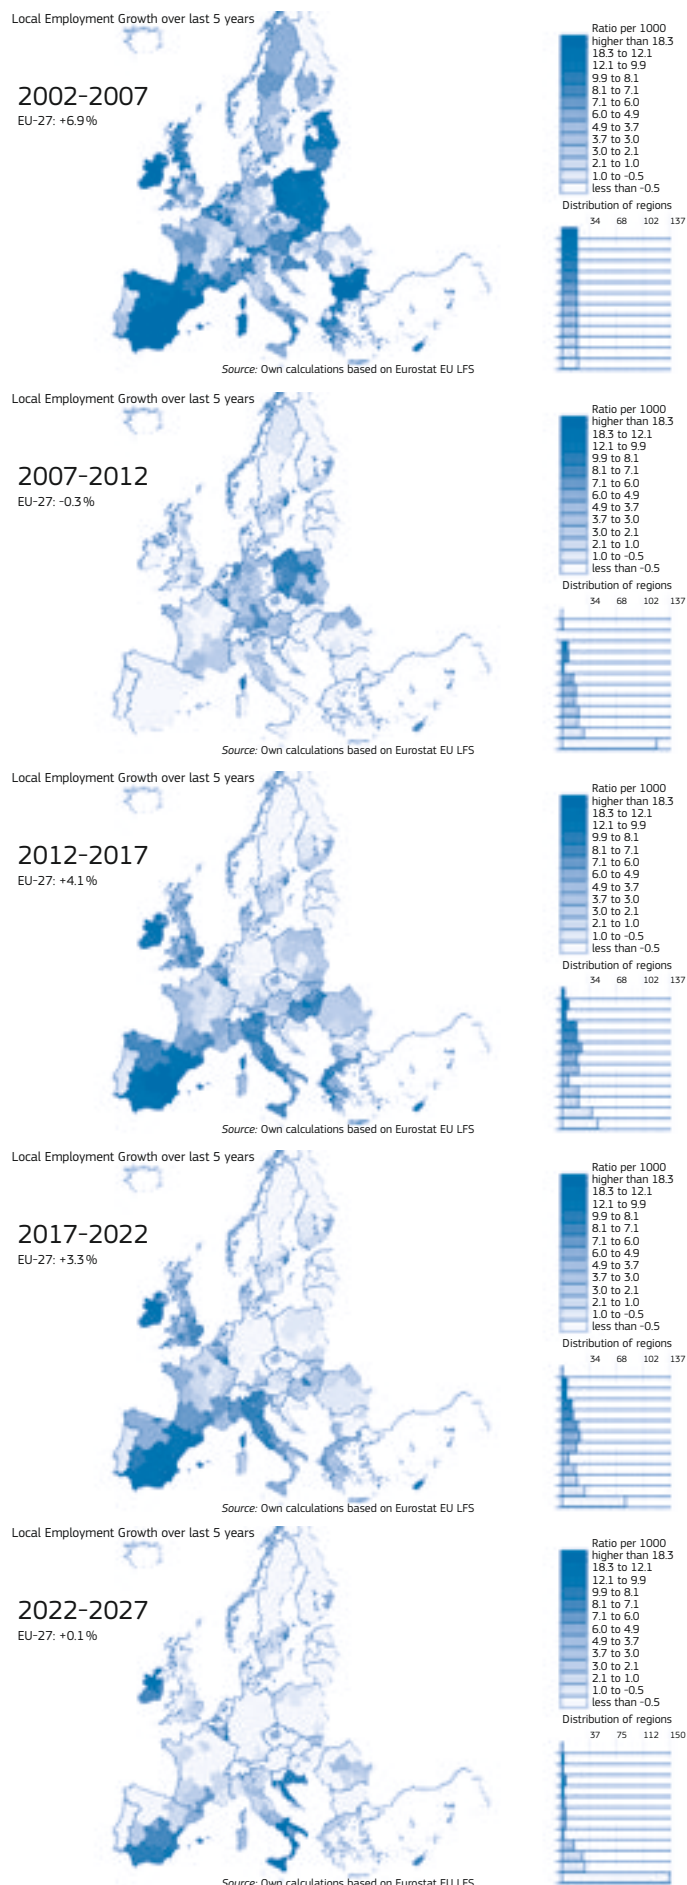 Local Employment Growth over last 5 years
2002-2007
EU-27: +6.9%
Ratio per 1000
higher than 18.3
18.3 to 12.1
12.1 to 9.9
9.9 to 8.1
8.1 to 7.1
7.1 to 6.0
6.0 to 4.9
4.9 to 3.7
3.7 to 3.0
3.0 to 2.1
2.1 to 1.0
1.0 to -0.5
less than -0.5
Distribution of regions
34 68 102 137
Source: Own calculations based on Eurostat EU LFS
Local Employment Growth over last 5 years
2007-2012
EU-27: -0.3%
Ratio per 1000
higher than 18.3
18.3 to 12.1
12.1 to 9.9
9.9 to 8.1
8.1 to 7.1
7.1 to 6.0
6.0 to 4.9
4.9 to 3.7
3.7 to 3.0
3.0 to 2.1
2.1 to 1.0
1.0 to -0.5
less than -0.5
Distribution of regions
34 68 102 137
Source: Own calculations based on Eurostat EU LFS
Local Employment Growth over last 5 years
2012-2017
EU-27: +4.1%
Ratio per 1000
higher than 18.3
18.3 to 12.1
12.1 to 9.9
9.9 to 8.1
8.1 to 7.1
7.1 to 6.0
6.0 to 4.9
4.9 to 3.7
3.7 to 3.0
3.0 to 2.1
2.1 to 1.0
1.0 to -0.5
less than -0.5
Distribution of regions
34 68 102 137
Source: Own calculations based on Eurostat EU LFS
Local Employment Growth over last 5 years
2017-2022
EU-27: +3.3%
Ratio per 1000
higher than 18.3
18.3 to 12.1
12.1 to 9.9
9.9 to 8.1
8.1 to 7.1
7.1 to 6.0
6.0 to 4.9
4.9 to 3.7
3.7 to 3.0
3.0 to 2.1
2.1 to 1.0
1.0 to -0.5
less than -0.5
Distribution of regions
34 68 102 137
Source: Own calculations based on Eurostat EU LFS
Local Employment Growth over last 5 years
2022-2027
EU-27: +0.1%
Ratio per 1000
higher than 18.3
18.3 to 12.1
12.1 to 9.9
9.9 to 8.1
8.1 to 7.1
7.1 to 6.0
6.0 to 4.9
4.9 to 3.7
3.7 to 3.0
3.0 to 2.1
2.1 to 1.0
1.0 to -0.5
less than -0.5
Distribution of regions
37 75 112 150
Source: Own calculations based on Eurostat EU LFS